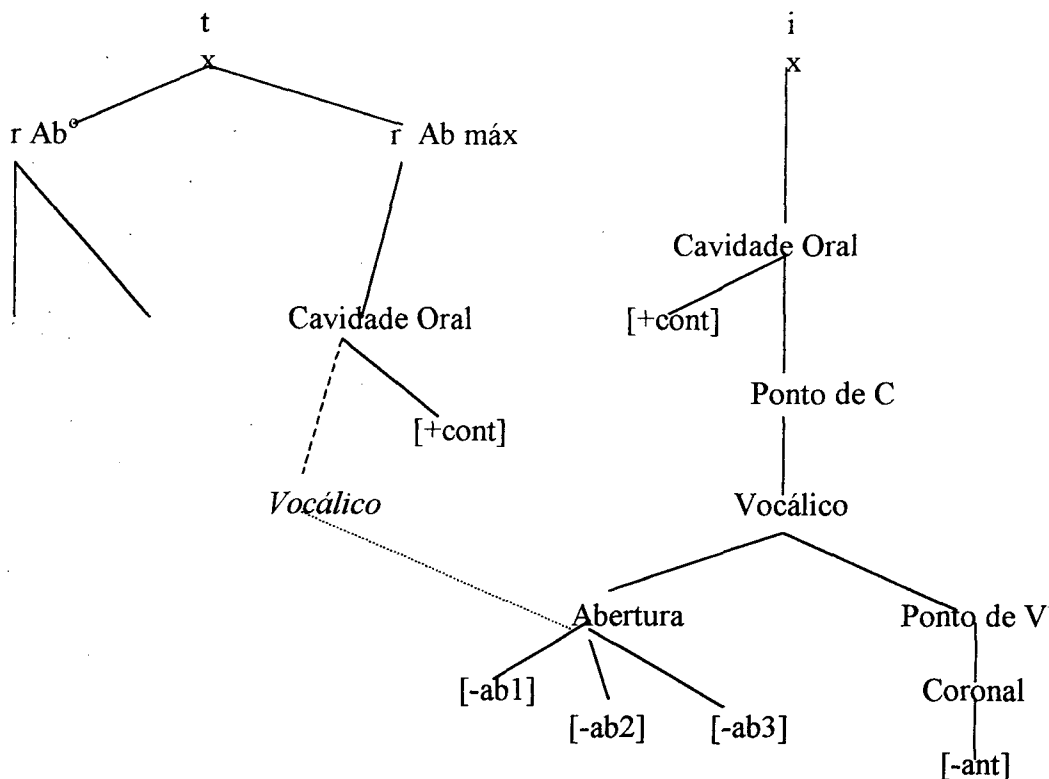 t i
x x
r Ab° r Ab máx
Cavidade Oral
[+cont]
Cavidade Oral
[+cont]
Ponto de C
Vocálico Vocálico
Abertura Ponto de V
[-ab1] Coronal
[-ab2] [-ab3]
[-ant]